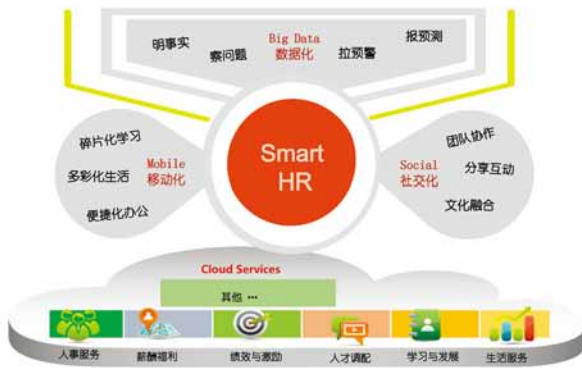 明事实
察问题
Big Data
数据化
拉预警
报预测
碎片化学习
多彩化生活
便捷化办公
Mobile
移动化
Smart
HR
Social
社交化
团队协作
分享互动
文化融合
Cloud Services
其他 …
人事服务
薪酬福利
绩效与激励
人才调配
学习与发展
生活服务